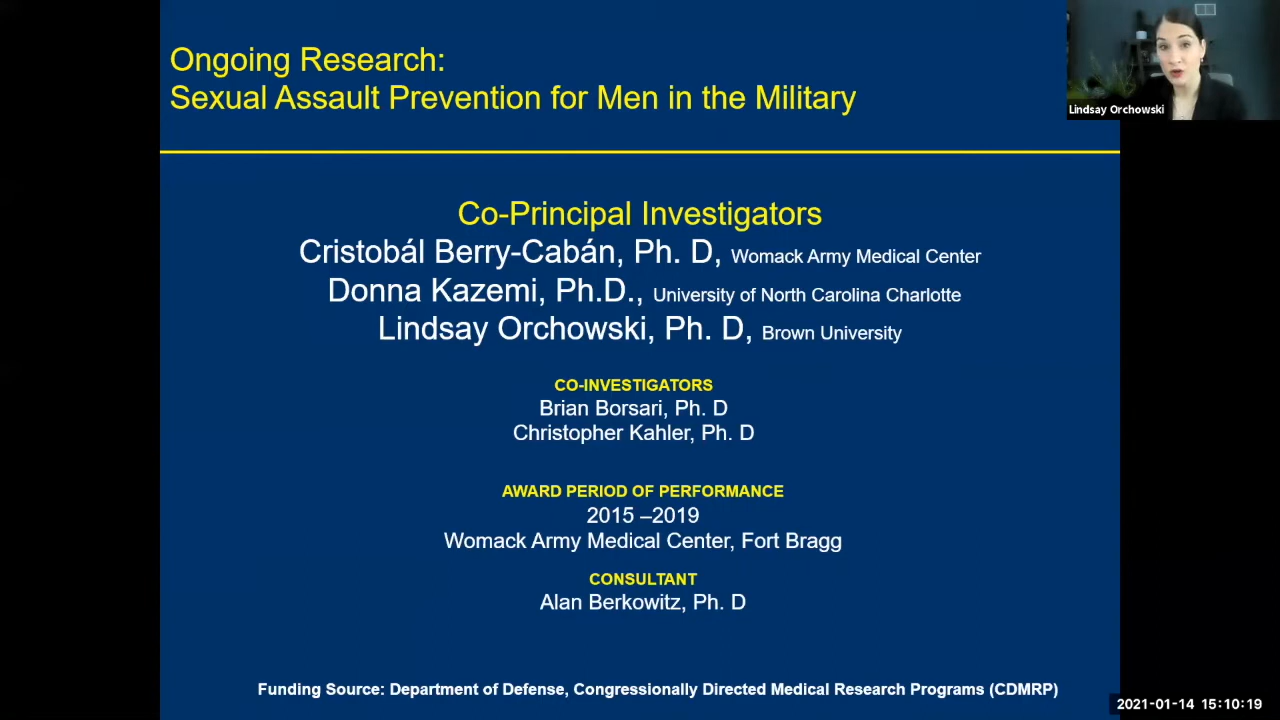 Ongoing Research:
Sexual Assault Prevention for Men in the Military
Lindsay Orchowski
Co-Principal Investigators
Cristobál Berry-Cabán, Ph. D, Womack Army Medical Center
Donna Kazemi, Ph.D., University of North Carolina Charlotte
Lindsay Orchowski, Ph. D, Brown University
CO-INVESTIGATORS
Brian Borsari, Ph. D
Christopher Kahler, Ph. D
AWARD PERIOD OF PERFORMANCE
2015 –2019
Womack Army Medical Center, Fort Bragg
CONSULTANT
Alan Berkowitz, Ph. D
Funding Source: Department of Defense, Congressionally Directed Medical Research Programs (CDMRP)
2021-01-14 15:10:19